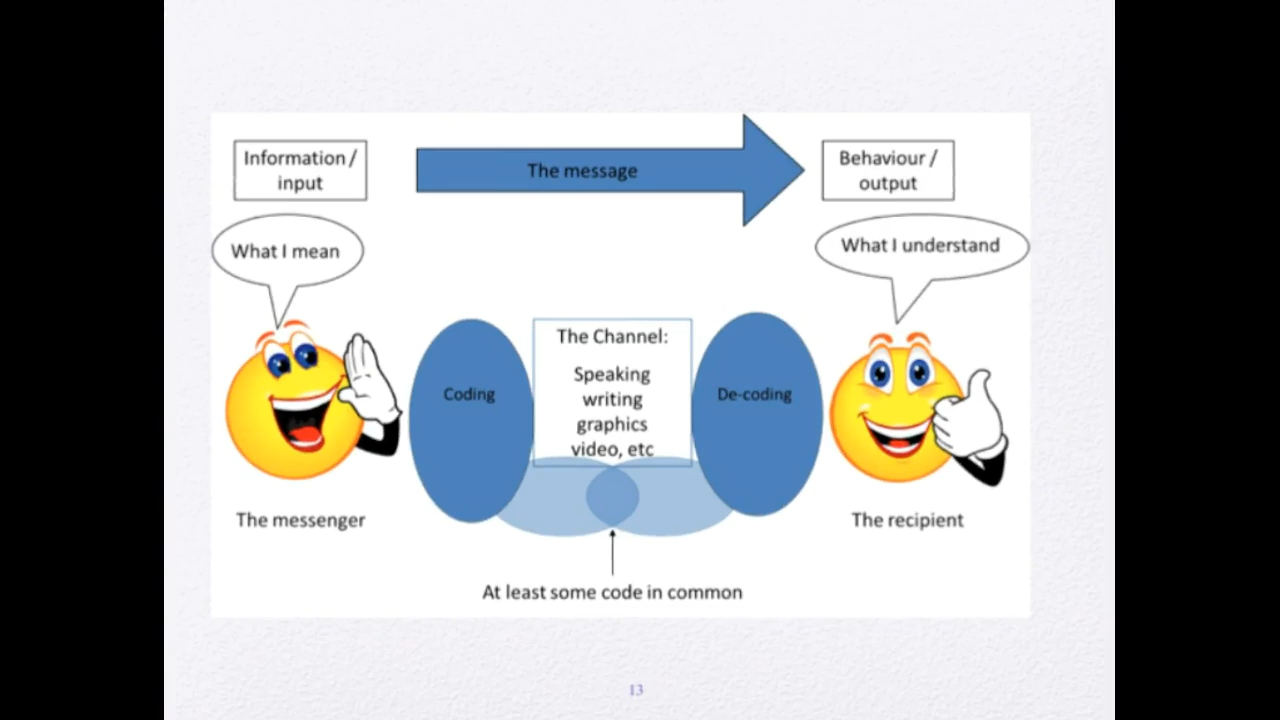 Information /
input
The message
Behaviour /
output
What I mean
What I understand
The Channel:
Speaking
writing
graphics
video, etc
Coding
De-coding
The messenger
The recipient
At least some code in common
13